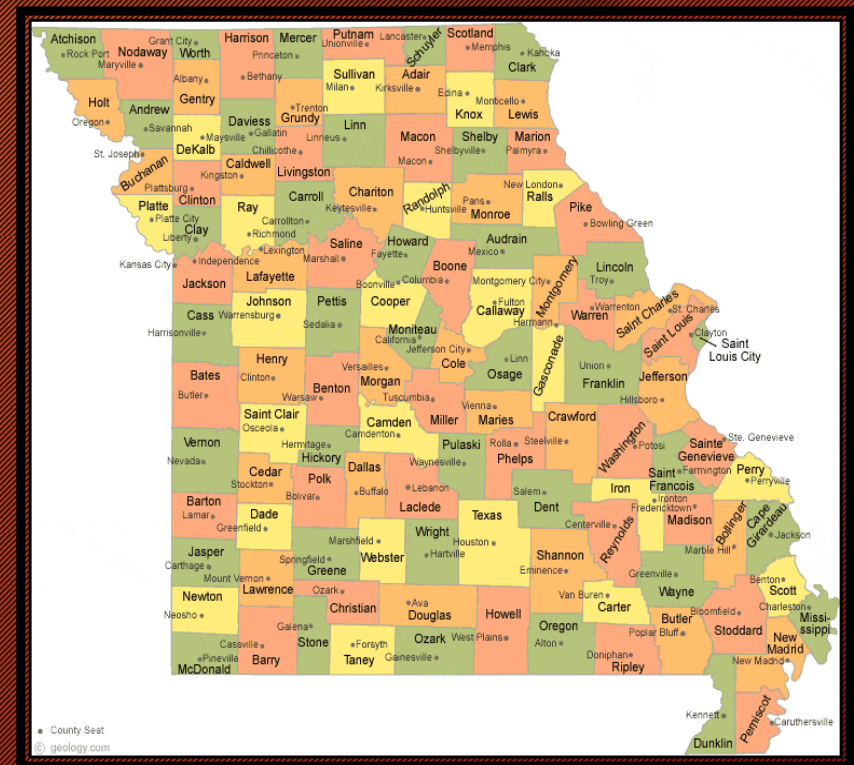 Atchison
Rock Port
Nodaway
Maryville
Grant City
Worth
Harrison
Bethany
Mercer
Princeton
Putnam
Unionville
Lancaster
Schuyler
Scotland
Memphis
Kahoka
Clark
Holt
Oregon
Andrew
Savannah
Albany
Gentry
Daviess
Gallatin
Trenton
Grundy
Sullivan
Milan
Adair
Kirksville
Edina
Knox
Monticello
Lewis
Maysville
DeKalb
Chillicothe
Livingston
Linn
Linneus
Macon
Macon
Shelby
Shelbyville
Marion
Palmyra
St. Joseph
Buchanan
Plattsburg
Clinton
Kingston
Caldwell
Carroll
Carrollton
Chariton
Keytesville
Randolph
Huntsville
Paris
Monroe
New London
Ralls
Pike
Bowling Green
Platte
Platte City
Liberty
Clay
Ray
Richmond
Saline
Marshall
Howard
Fayette
Boone
Columbia
Audrain
Mexico
Lincoln
Troy
Kansas City
Independence
Jackson
Lexington
Lafayette
Boonville
Cooper
Montgomery City
Montgomery
Fulton
Callaway
Hermann
Warrenton
Warren
Saint Charles
St. Charles
Saint Louis
Clayton
Saint
Louis City
Cass
Harrisonville
Johnson
Warrensburg
Pettis
Sedalia
Moniteau
California
Jefferson City
Cole
Linn
Osage
Gasconade
Union
Franklin
Jefferson
Hillsboro
Bates
Butler
Henry
Clinton
Benton
Warsaw
Versailles
Morgan
Tuscumbia
Miller
Vienna
Maries
Crawford
Steelville
Washington
Potosi
Sainte
Genevieve
Ste. Genevieve
Saint Clair
Osceola
Hermitage
Hickory
Camden
Camdenton
Pulaski
Waynesville
Rolla
Phelps
Saint
Francois
Farmington
Perry
Perryville
Vernon
Nevada
Cedar
Stockton
Polk
Bolivar
Dallas
Buffalo
Lebanon
Laclede
Texas
Houston
Salem
Dent
Iron
Ironton
Fredericktown
Madison
Bollinger
Marble Hill
Cape
Girardeau
Jackson
Barton
Lamar
Dade
Greenfield
Marshfield
Webster
Wright
Hartville
Centerville
Reynolds
Jasper
Carthage
Mount Vernon
Lawrence
Springfield
Greene
Shannon
Eminence
Greenville
Wayne
Benton
Scott
Newton
Neosho
Ozark
Christian
Ava
Douglas
Howell
West Plains
Van Buren
Carter
Butler
Poplar Bluff
Bloomfield
Stoddard
Charleston
Missi-
ssippi
McDonald
Pineville
Cassville
Barry
Galena
Stone
Forsyth
Taney
Ozark
Gainesville
Oregon
Alton
Doniphan
Ripley
New
Madrid
New Madrid
Kennett
Dunklin
Pemiscot
Caruthersville
County Seat
© geology.com